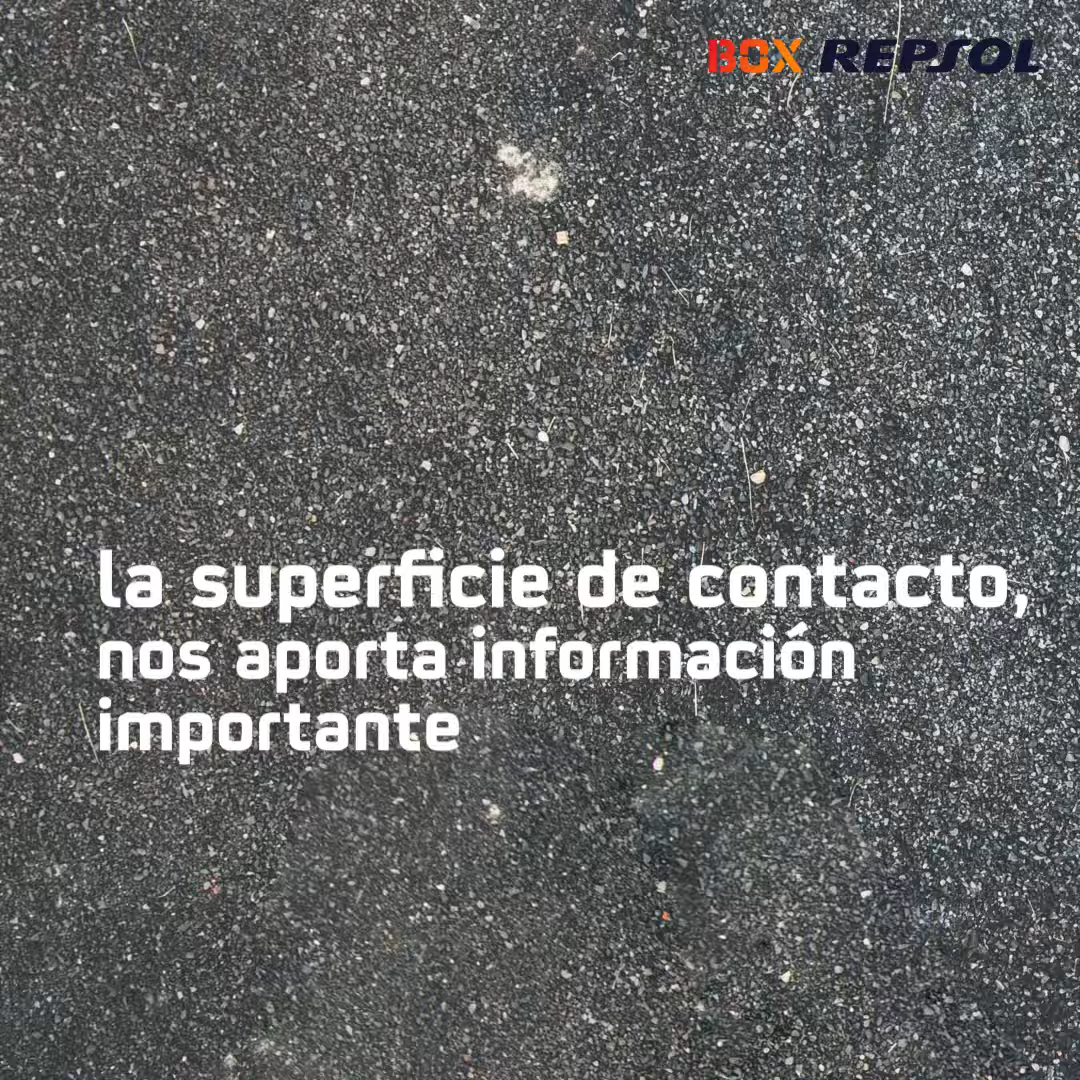 BOX REPSOL
la superficie de contacto,
nos aporta información
importante